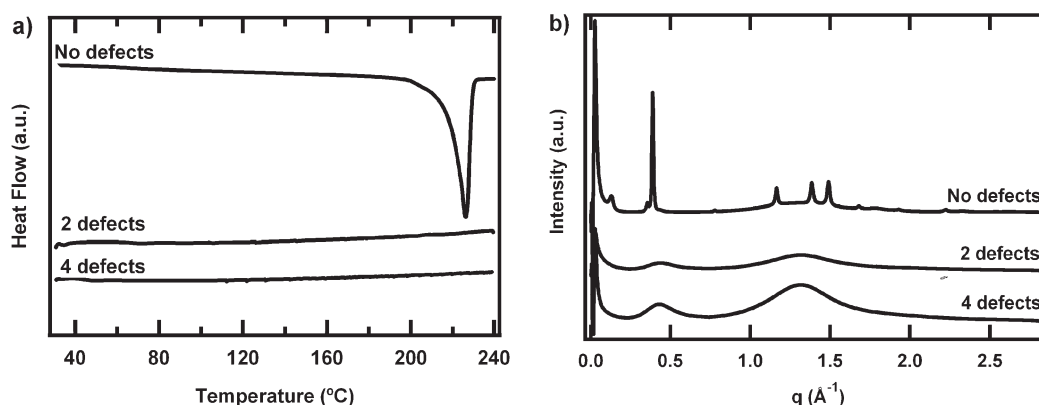 a)
No defects
2 defects
4 defects
Heat Flow (a.u.)
40 80 120 160 200 240
Temperature (ºC)
b)
No defects
2 defects
4 defects
Intensity (a.u.)
0.0 0.5 1.0 1.5 2.0 2.5
q (Å-1)